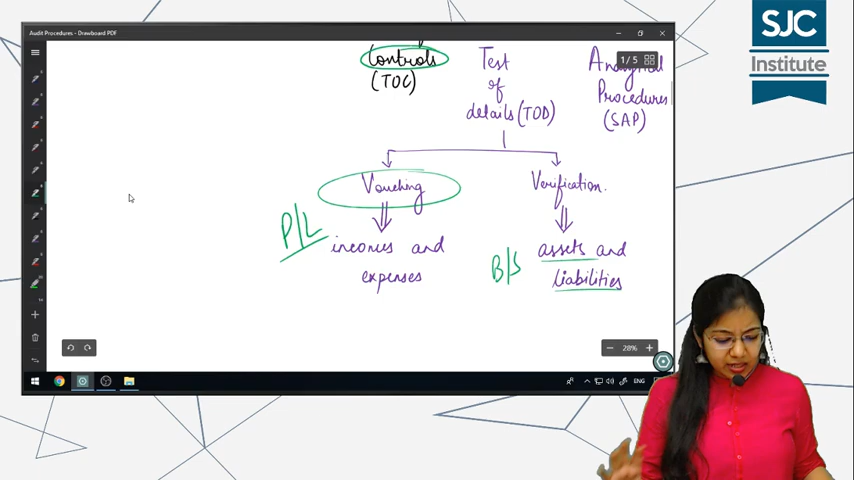 Audit Procedures - Drawboard PDF
SJC
Institute
1/5
Controls
(TOC)
Test
of
details (TOD)
Analytical
Procedures
(SAP)
Vouching
Verification.
P/L
incomes and
expenses
B/S
assets and
liabilities
28%
ENG